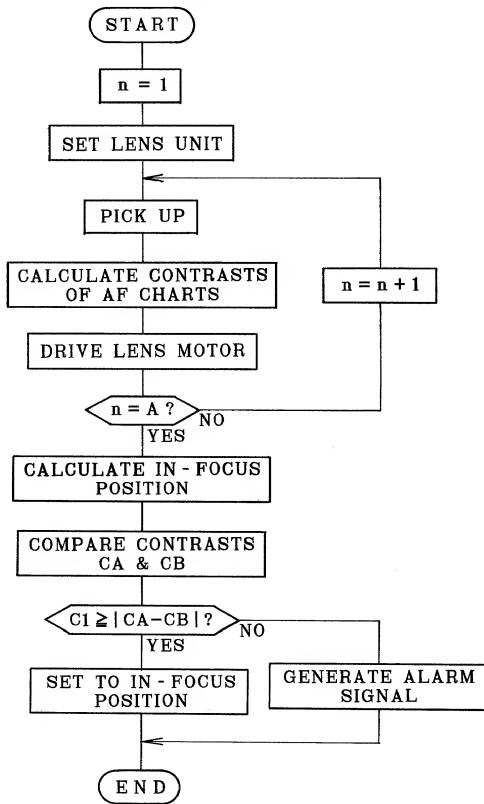 START
n = 1
SET LENS UNIT
PICK UP
CALCULATE CONTRASTS
OF AF CHARTS
n = n + 1
DRIVE LENS MOTOR
n = A ?
NO
YES
CALCULATE IN - FOCUS
POSITION
COMPARE CONTRASTS
CA & CB
C1 ≧ | CA-CB | ?
NO
YES
SET TO IN - FOCUS
POSITION
GENERATE ALARM
SIGNAL
END